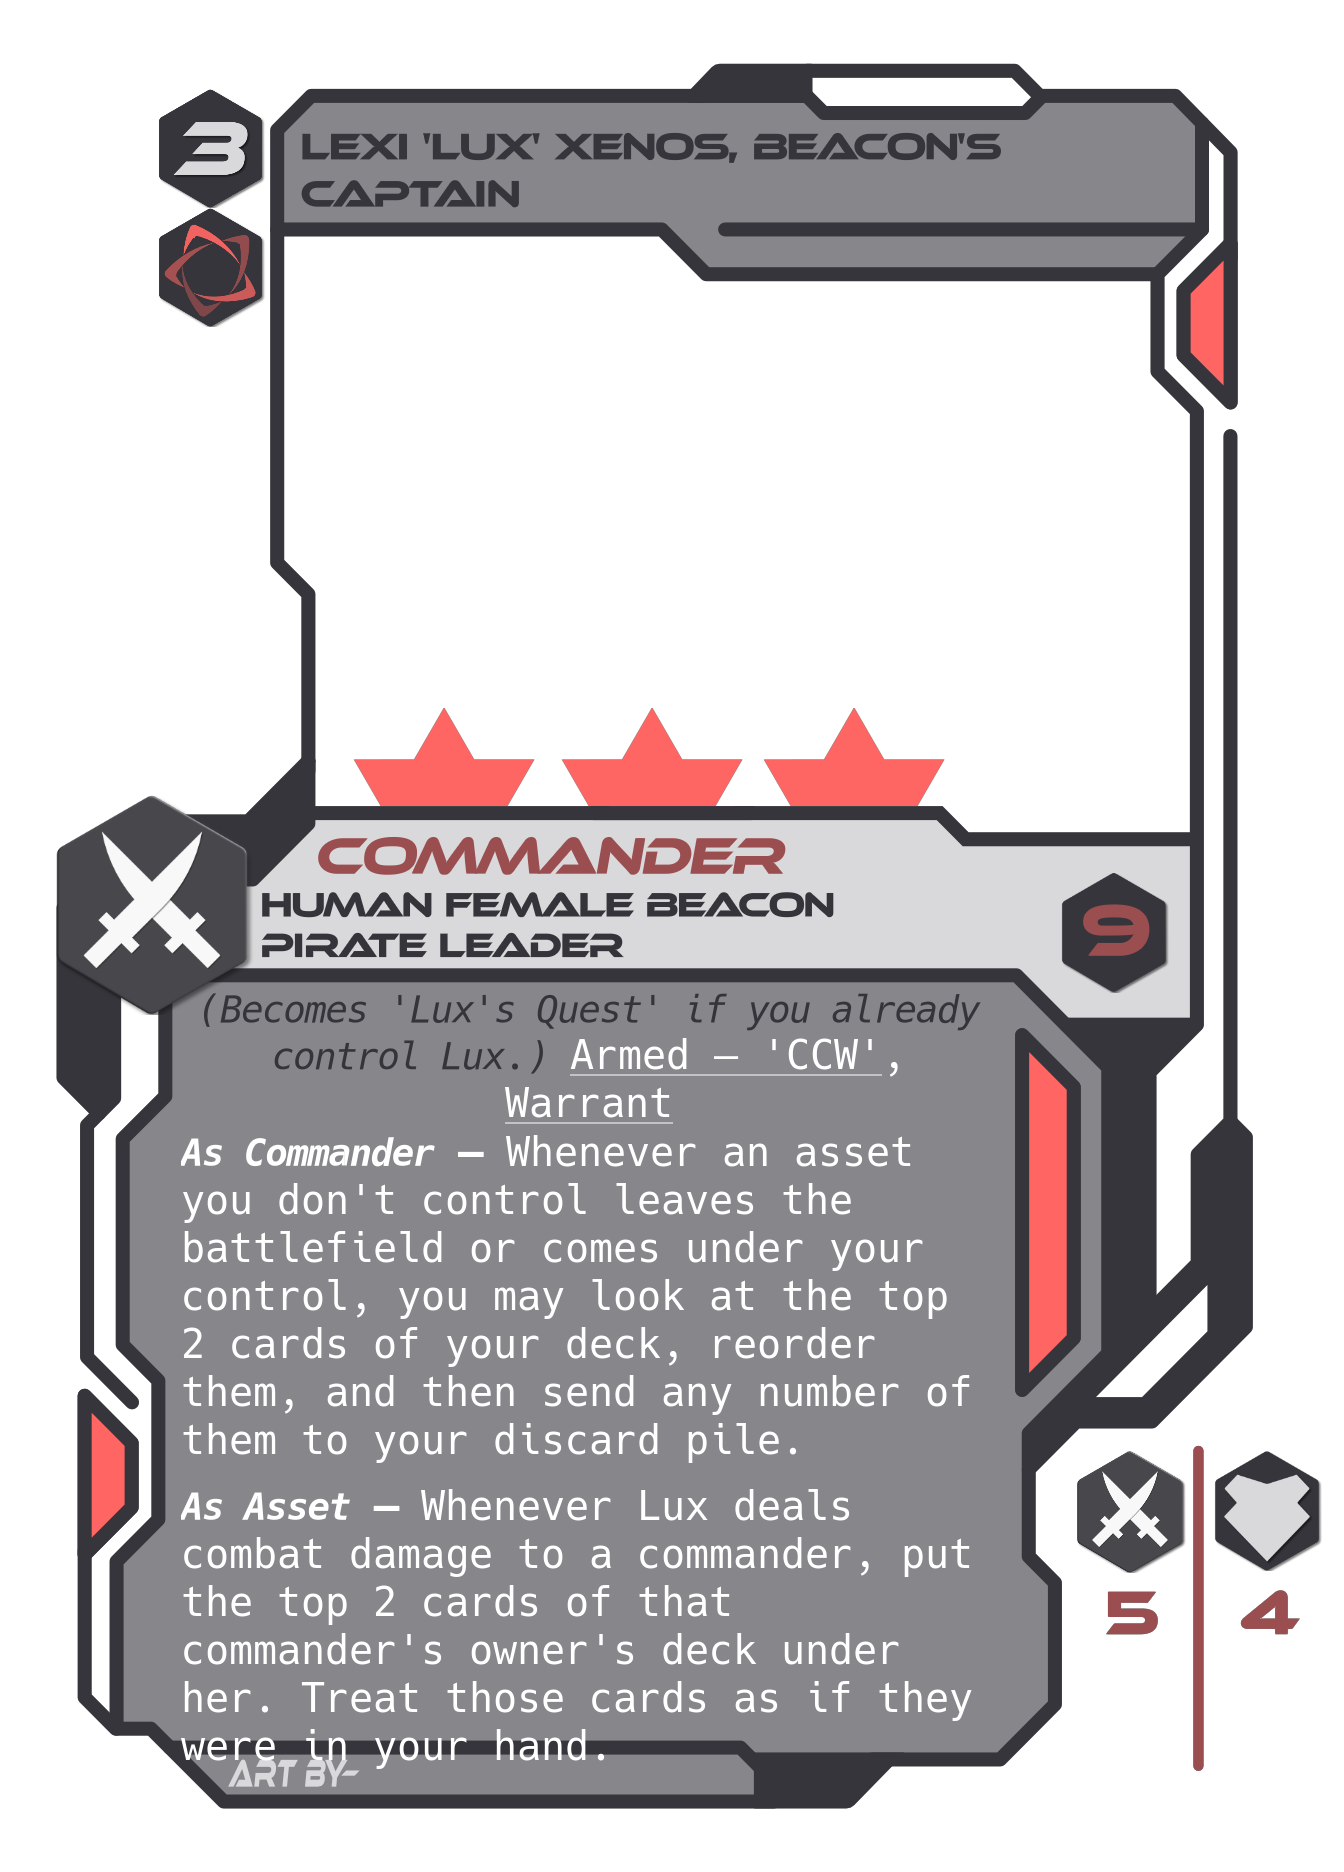 3
LEXI 'LUX' XENOS, BEACON'S
CAPTAIN
COMMANDER
HUMAN FEMALE BEACON
PIRATE LEADER
9
(Becomes 'Lux's Quest' if you already
control Lux.) Armed – 'CCW',
Warrant
As Commander – Whenever an asset
you don't control leaves the
battlefield or comes under your
control, you may look at the top
2 cards of your deck, reorder
them, and then send any number of
them to your discard pile.
As Asset – Whenever Lux deals
combat damage to a commander, put
the top 2 cards of that
commander's owner's deck under
her. Treat those cards as if they
were in your hand.
5
4
ART BY-